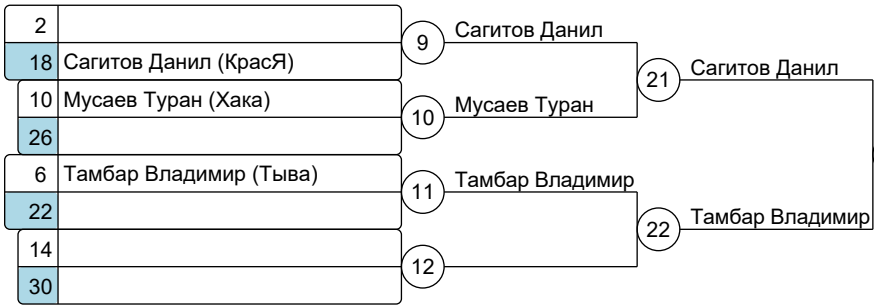 2
9
Сагитов Данил
18 Сагитов Данил (КрасЯ)
21
Сагитов Данил
10 Мусаев Туран (Хака)
10
Мусаев Туран
26
6 Тамбар Владимир (Тыва)
11
Тамбар Владимир
22
22
Тамбар Владимир
14
12
30